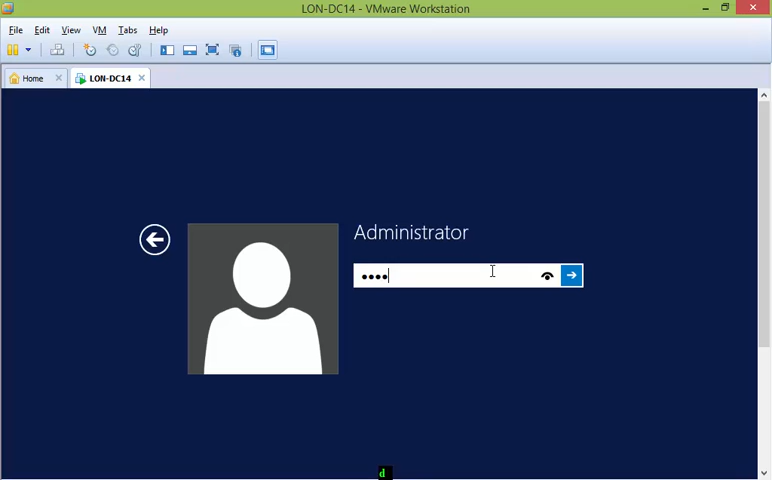 LON-DC14 - VMware Workstation
File Edit View VM Tabs Help
Home LON-DC14
Administrator
••••
d